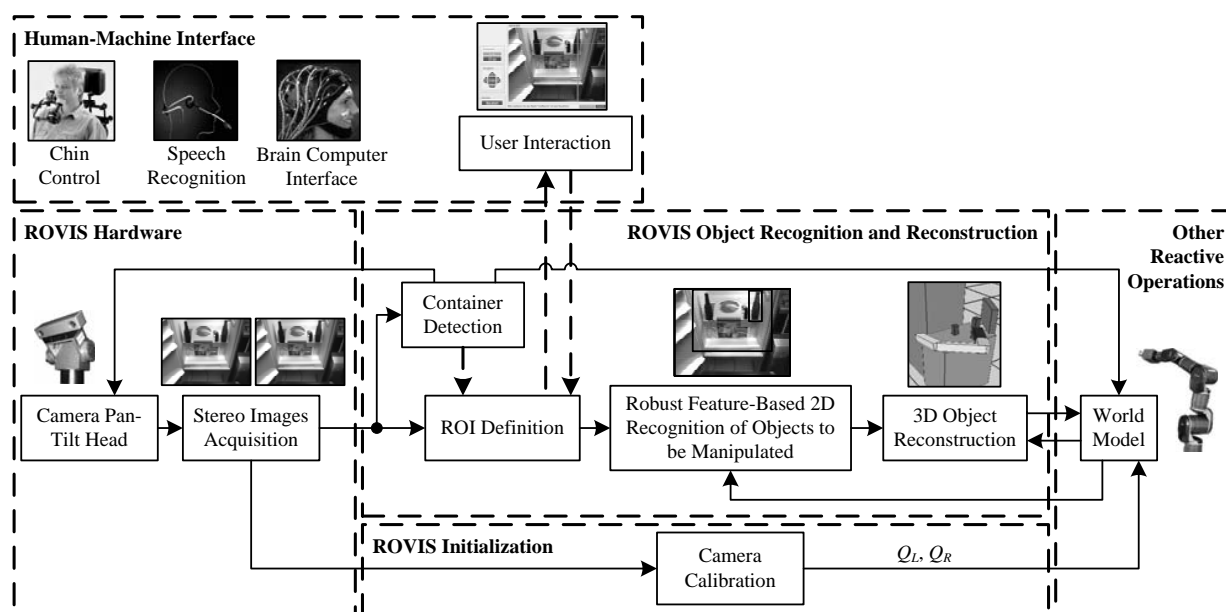 Human-Machine Interface
Chin
Control
Speech
Recognition
Brain Computer
Interface
User Interaction
ROVIS Hardware
ROVIS Object Recognition and Reconstruction
Other
Reactive
Operations
Container
Detection
Camera Pan-
Tilt Head
Stereo Images
Acquisition
ROI Definition
Robust Feature-Based 2D
Recognition of Objects to
be Manipulated
3D Object
Reconstruction
World
Model
ROVIS Initialization
Camera
Calibration
Q_L, Q_R